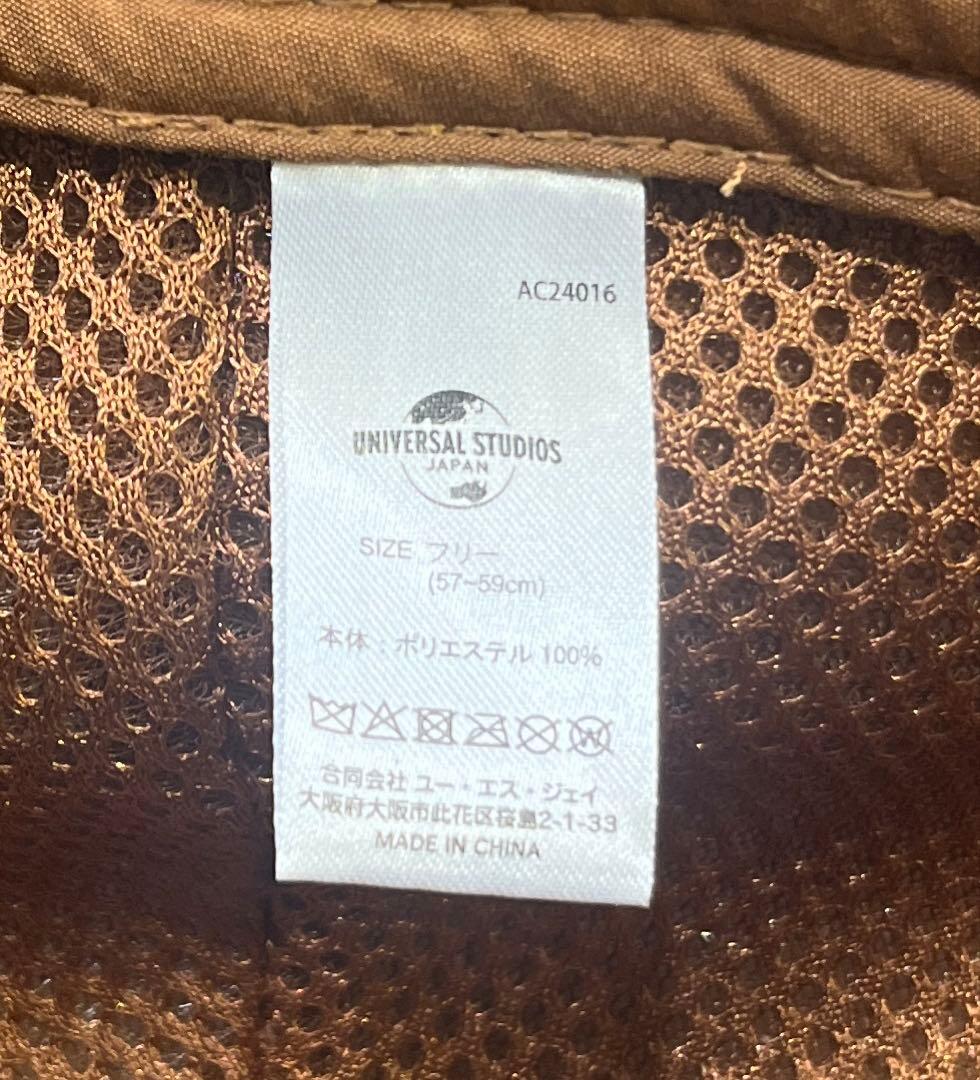 AC24016
UNIVERSAL STUDIOS
JAPAN
SIZE フリー
(57~59cm)
本体：ポリエステル 100%
W
合同会社 ユー・エス・ジェイ
大阪府大阪市此花区桜島2-1-33
MADE IN CHINA